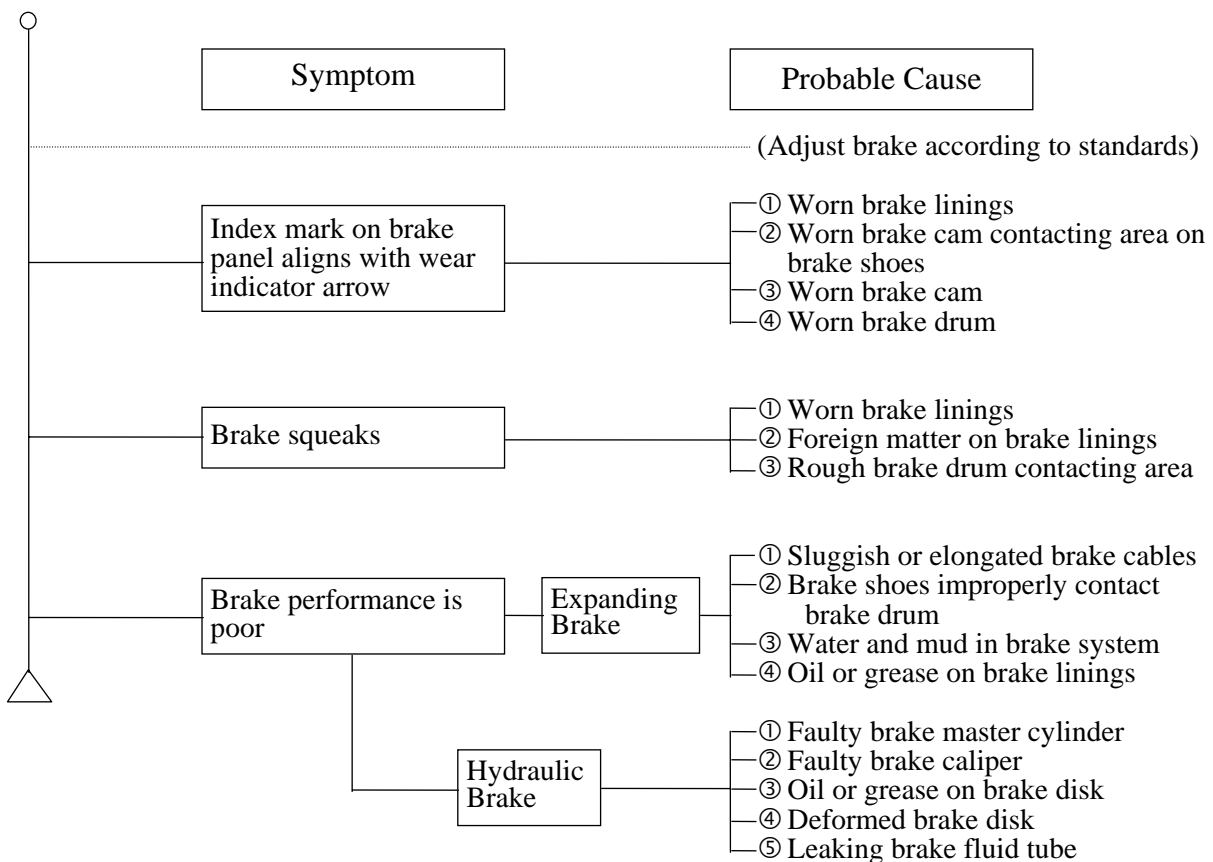 Symptom
Probable Cause
(Adjust brake according to standards)
Index mark on brake
panel aligns with wear
indicator arrow
① Worn brake linings
② Worn brake cam contacting area on
brake shoes
③ Worn brake cam
④ Worn brake drum
Brake squeaks
① Worn brake linings
② Foreign matter on brake linings
③ Rough brake drum contacting area
Brake performance is
poor
Expanding
Brake
① Sluggish or elongated brake cables
② Brake shoes improperly contact
brake drum
③ Water and mud in brake system
④ Oil or grease on brake linings
Hydraulic
Brake
① Faulty brake master cylinder
② Faulty brake caliper
③ Oil or grease on brake disk
④ Deformed brake disk
⑤ Leaking brake fluid tube